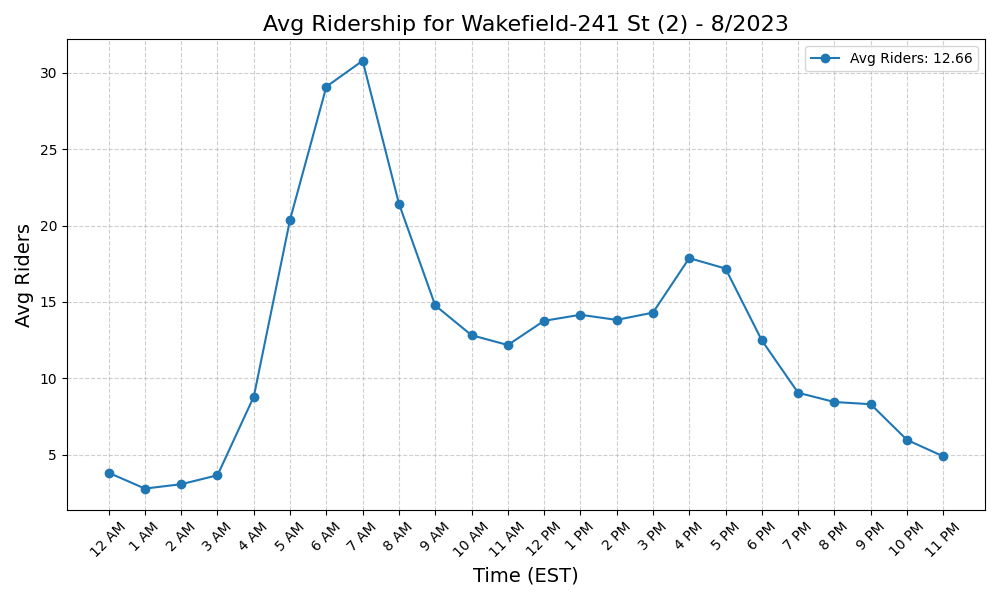 Avg Ridership for Wakefield-241 St (2) - 8/2023
Avg Riders: 12.66
Avg Riders
30
25
20
15
10
5
12 AM
1 AM
2 AM
3 AM
4 AM
5 AM
6 AM
7 AM
8 AM
9 AM
10 AM
11 AM
12 PM
1 PM
2 PM
3 PM
4 PM
5 PM
6 PM
7 PM
8 PM
9 PM
10 PM
11 PM
Time (EST)